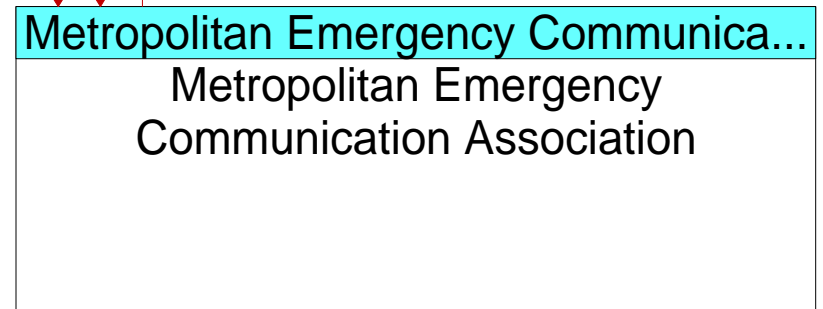 Metropolitan Emergency Communica...
Metropolitan Emergency
Communication Association